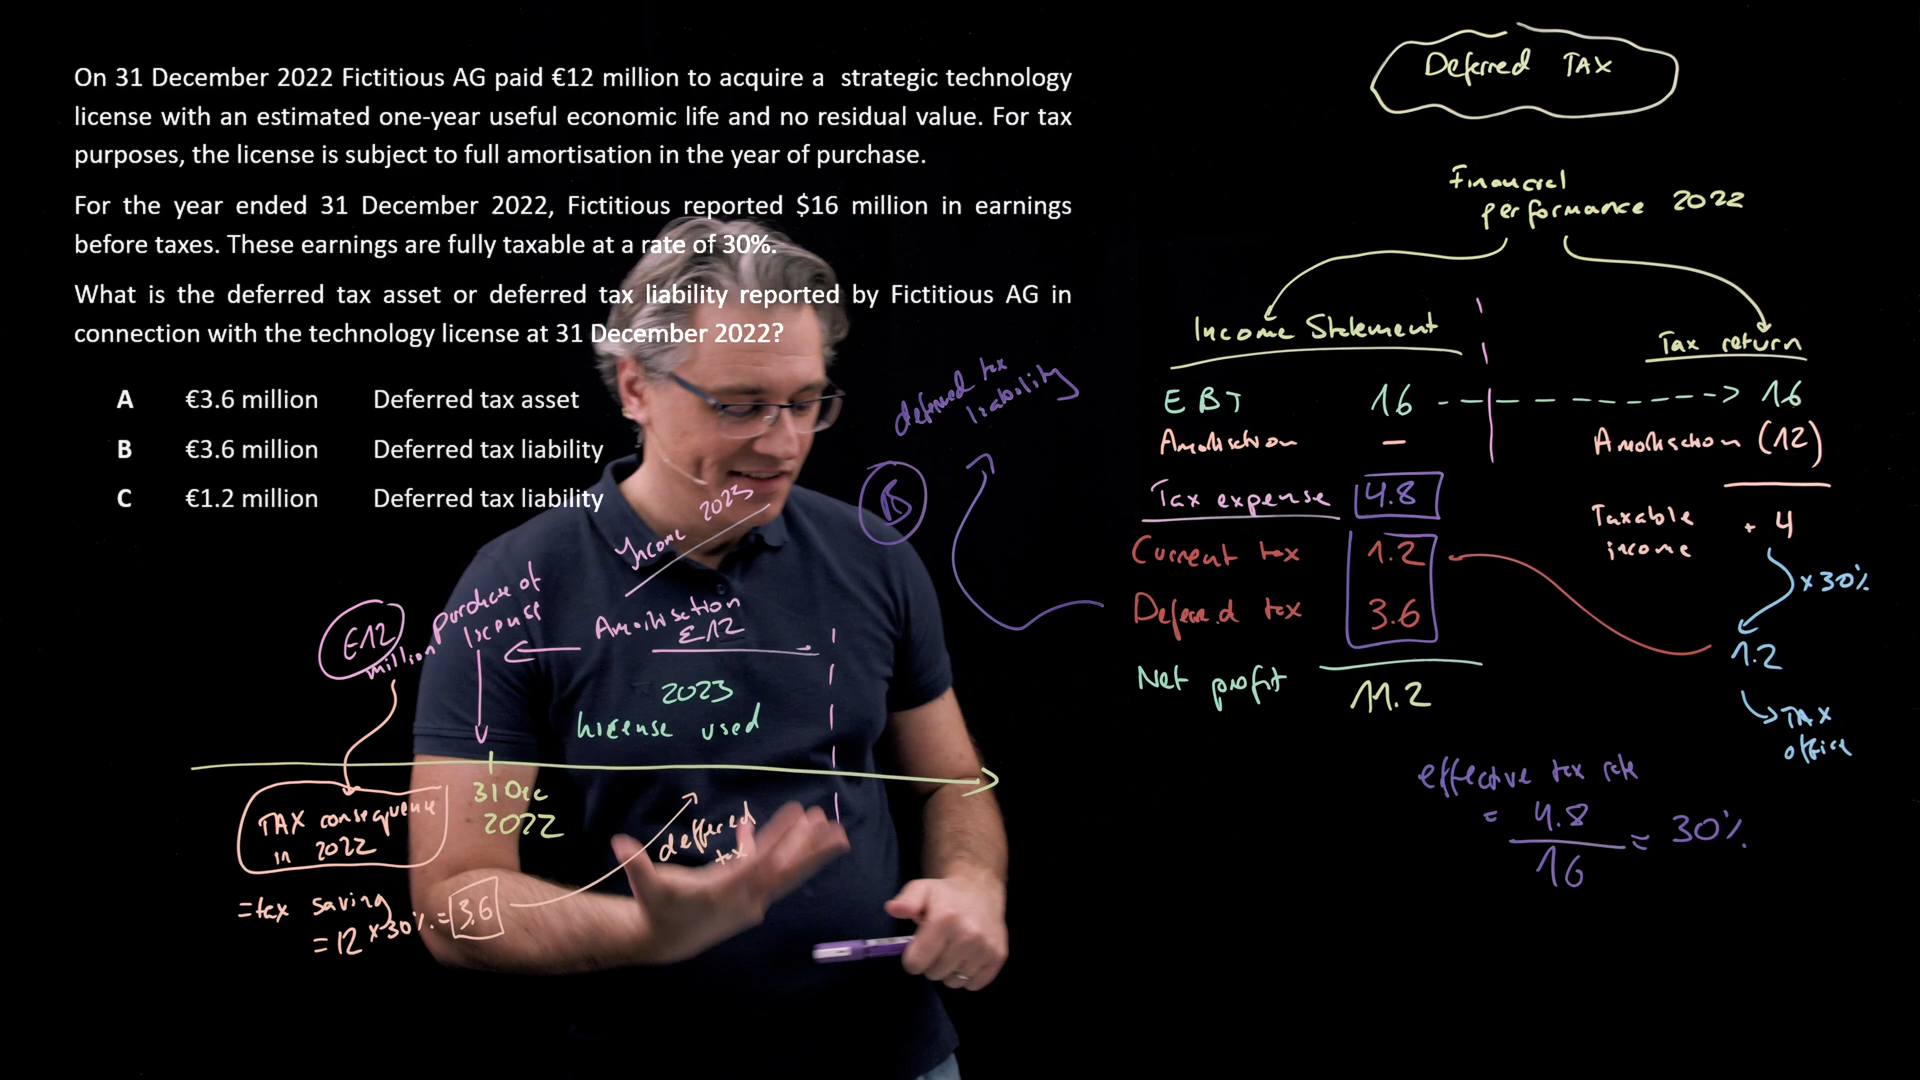 On 31 December 2022 Fictitious AG paid €12 million to acquire a strategic technology
license with an estimated one-year useful economic life and no residual value. For tax
purposes, the license is subject to full amortisation in the year of purchase.
For the year ended 31 December 2022, Fictitious reported $16 million in earnings
before taxes. These earnings are fully taxable at a rate of 30%.
What is the deferred tax asset or deferred tax liability reported by Fictitious AG in
connection with the technology license at 31 December 2022?
A €3.6 million Deferred tax asset
B €3.6 million Deferred tax liability
C €1.2 million Deferred tax liability
Income 2023
purchase of
license
€12
million
Amortisation
€12
2023
license used
31 Dec
2022
TAX consequence
in 2022
= tax saving
= 12 x 30% = 3.6
deffered
tax
deferred tax
liability
B
Deferred TAX
Financial
performance 2022
Income Statement
EBT 16
Amortisation -
Tax expense 4.8
Current tax 1.2
Deferred tax 3.6
Net profit 11.2
Tax return
16
Amortisation (12)
Taxable
income + 4
x 30%
1.2
TAX
office
effective tax rate
= 4.8
16
= 30%